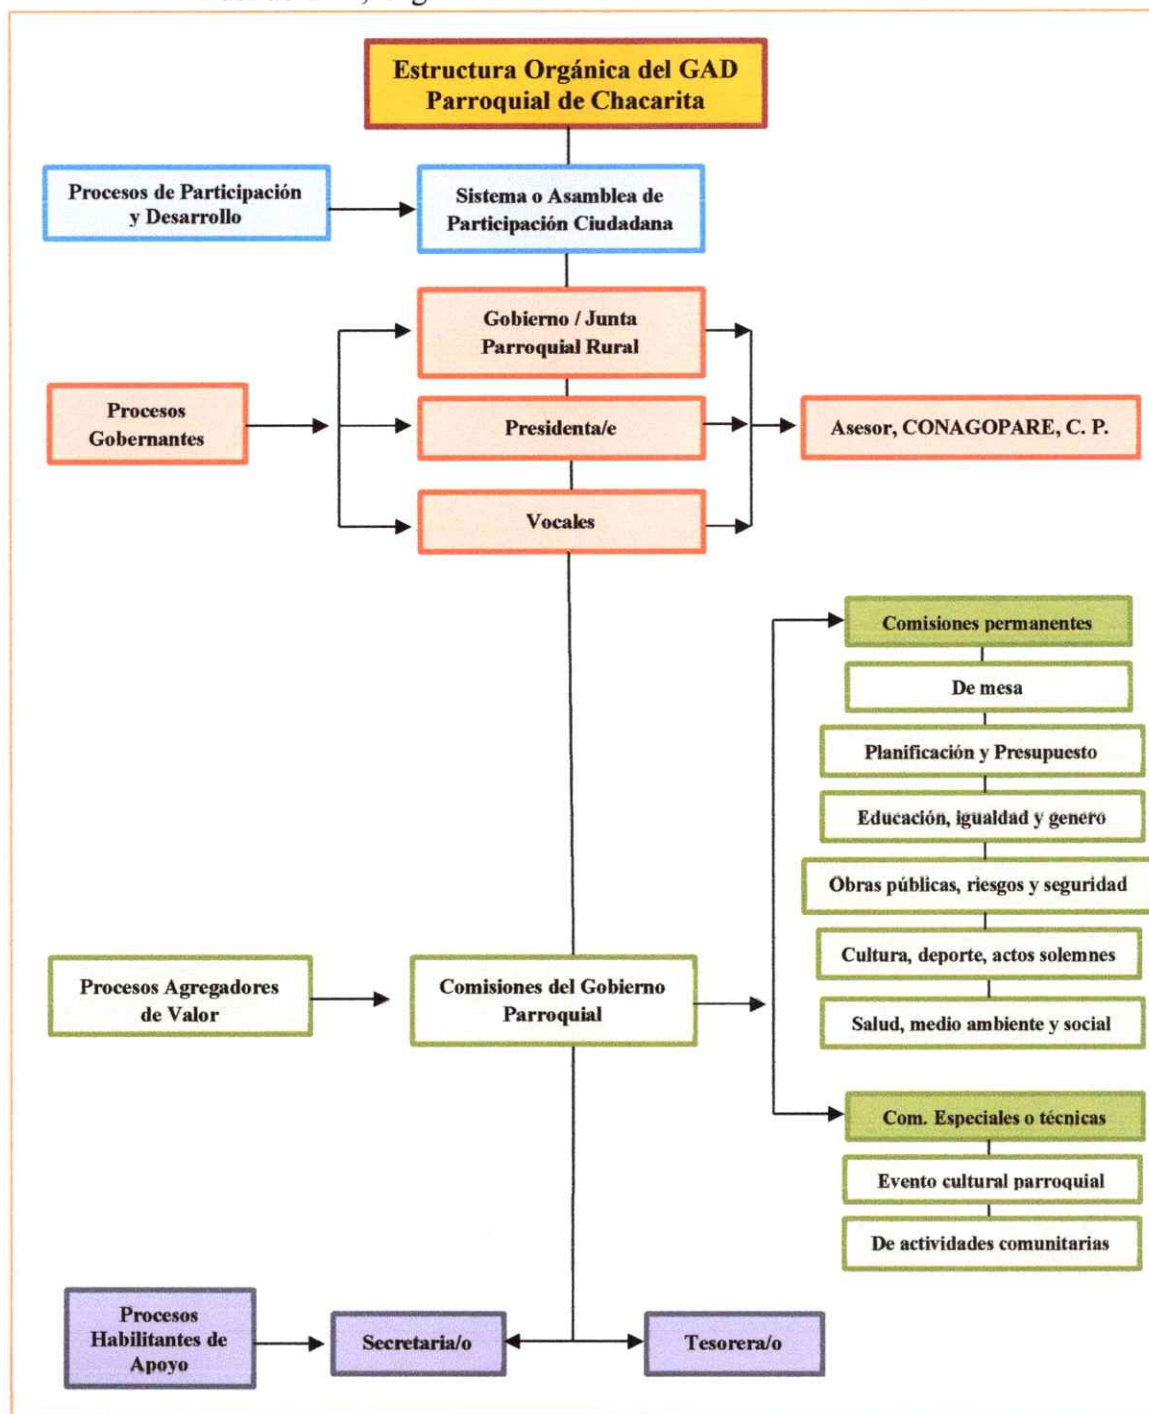 Estructura Orgánica del GAD
Parroquial de Chacarita
Procesos de Participación
y Desarrollo
Sistema o Asamblea de
Participación Ciudadana
Gobierno / Junta
Parroquial Rural
Procesos
Gobernantes
Presidenta/e
Asesor, CONAGOPARE, C. P.
Vocales
Comisiones permanentes
De mesa
Planificación y Presupuesto
Educación, igualdad y genero
Obras públicas, riesgos y seguridad
Cultura, deporte, actos solemnes
Salud, medio ambiente y social
Procesos Agregadores
de Valor
Comisiones del Gobierno
Parroquial
Com. Especiales o técnicas
Evento cultural parroquial
De actividades comunitarias
Procesos
Habilitantes de
Apoyo
Secretaria/o
Tesorera/o